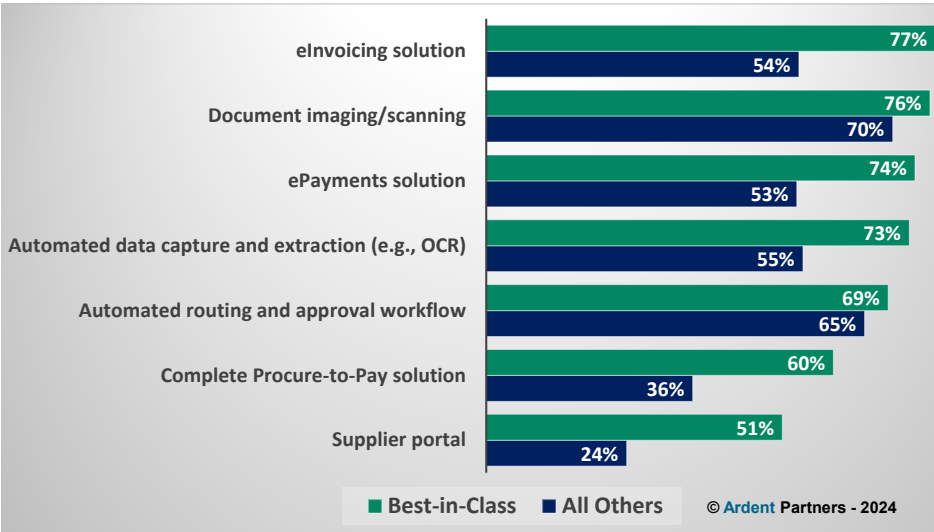 eInvoicing solution
77%
54%
Document imaging/scanning
76%
70%
ePayments solution
74%
53%
Automated data capture and extraction (e.g., OCR)
73%
55%
Automated routing and approval workflow
69%
65%
Complete Procure-to-Pay solution
60%
36%
Supplier portal
51%
24%
Best-in-Class All Others
© Ardent Partners - 2024